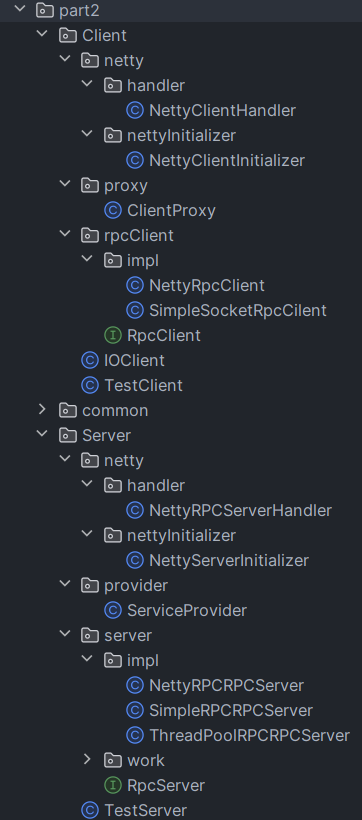 part2
Client
netty
handler
NettyClientHandler
nettyInitializer
NettyClientInitializer
proxy
ClientProxy
rpcClient
impl
NettyRpcClient
SimpleSocketRpcCilent
RpcClient
IOClient
TestClient
common
Server
netty
handler
NettyRPCServerHandler
nettyInitializer
NettyServerInitializer
provider
ServiceProvider
server
impl
NettyRPCRPCServer
SimpleRPCRPCServer
ThreadPoolRPCRPCServer
work
RpcServer
TestServer